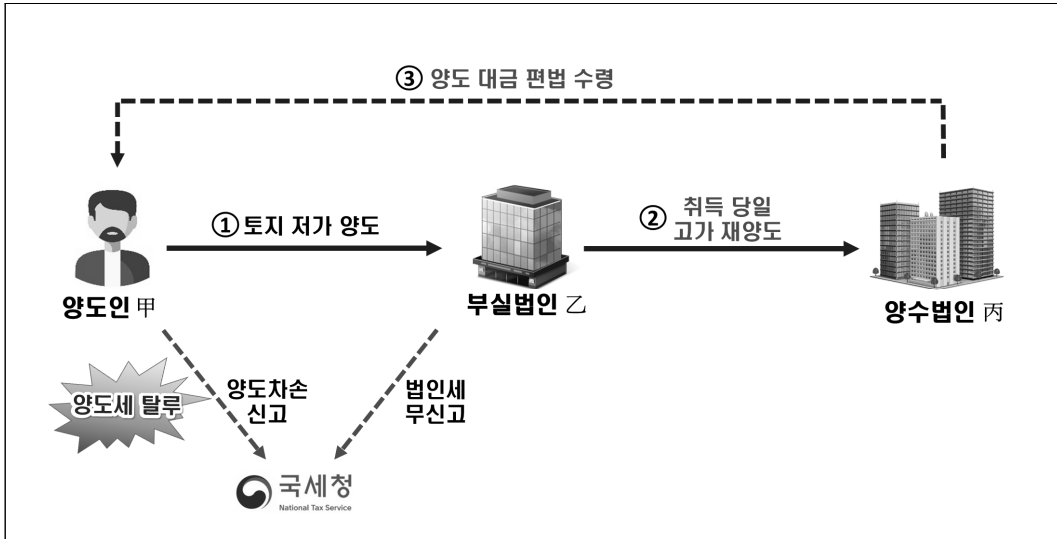 ③ 양도 대금 편법 수령
① 토지 저가 양도
② 취득 당일
고가 재양도
양도인 甲
부실법인 乙
양수법인 丙
양도세 탈루
양도차손
신고
법인세
무신고
국세청
National Tax Service